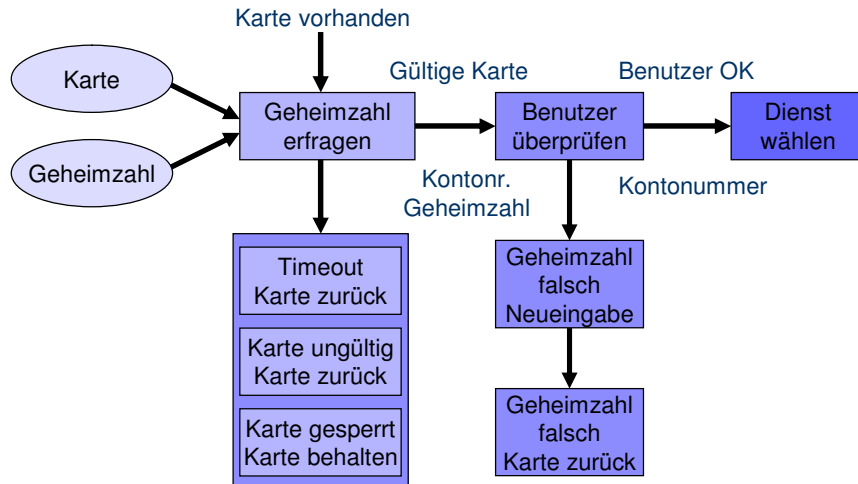 Karte vorhanden
Karte
Geheimzahl
Geheimzahl
erfragen
Gültige Karte
Benutzer
überprüfen
Benutzer OK
Dienst
wählen
Kontonr.
Geheimzahl
Kontonummer
Timeout
Karte zurück
Karte ungültig
Karte zurück
Karte gesperrt
Karte behalten
Geheimzahl
falsch
Neueingabe
Geheimzahl
falsch
Karte zurück